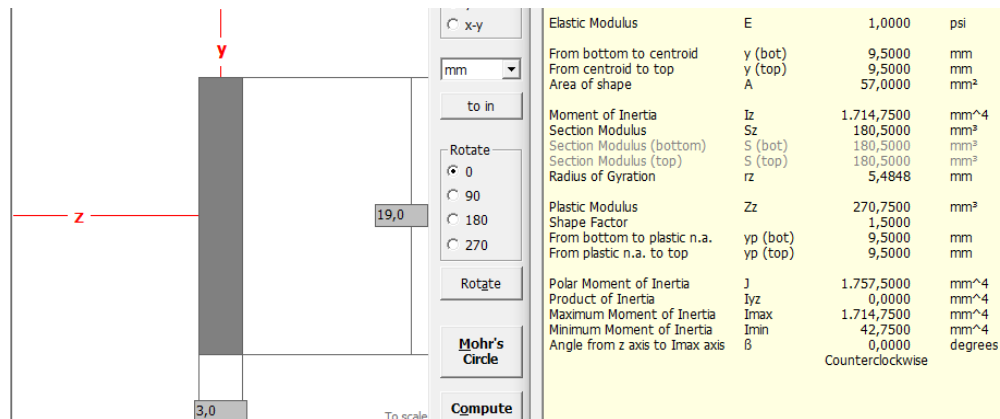 y
z
19,0
3,0
To scale
x-y
mm
to in
Rotate
0
90
180
270
Rotate
Mohr's
Circle
Compute
Elastic Modulus E 1,0000 psi
From bottom to centroid y (bot) 9,5000 mm
From centroid to top y (top) 9,5000 mm
Area of shape A 57,0000 mm²
Moment of Inertia Iz 1.714,7500 mm^4
Section Modulus Sz 180,5000 mm³
Section Modulus (bottom) S (bot) 180,5000 mm³
Section Modulus (top) S (top) 180,5000 mm³
Radius of Gyration rz 5,4848 mm
Plastic Modulus Zz 270,7500 mm³
Shape Factor 1,5000
From bottom to plastic n.a. yp (bot) 9,5000 mm
From plastic n.a. to top yp (top) 9,5000 mm
Polar Moment of Inertia J 1.757,5000 mm^4
Product of Inertia Iyz 0,0000 mm^4
Maximum Moment of Inertia Imax 1.714,7500 mm^4
Minimum Moment of Inertia Imin 42,7500 mm^4
Angle from z axis to Imax axis ß 0,0000 degrees
Counterclockwise